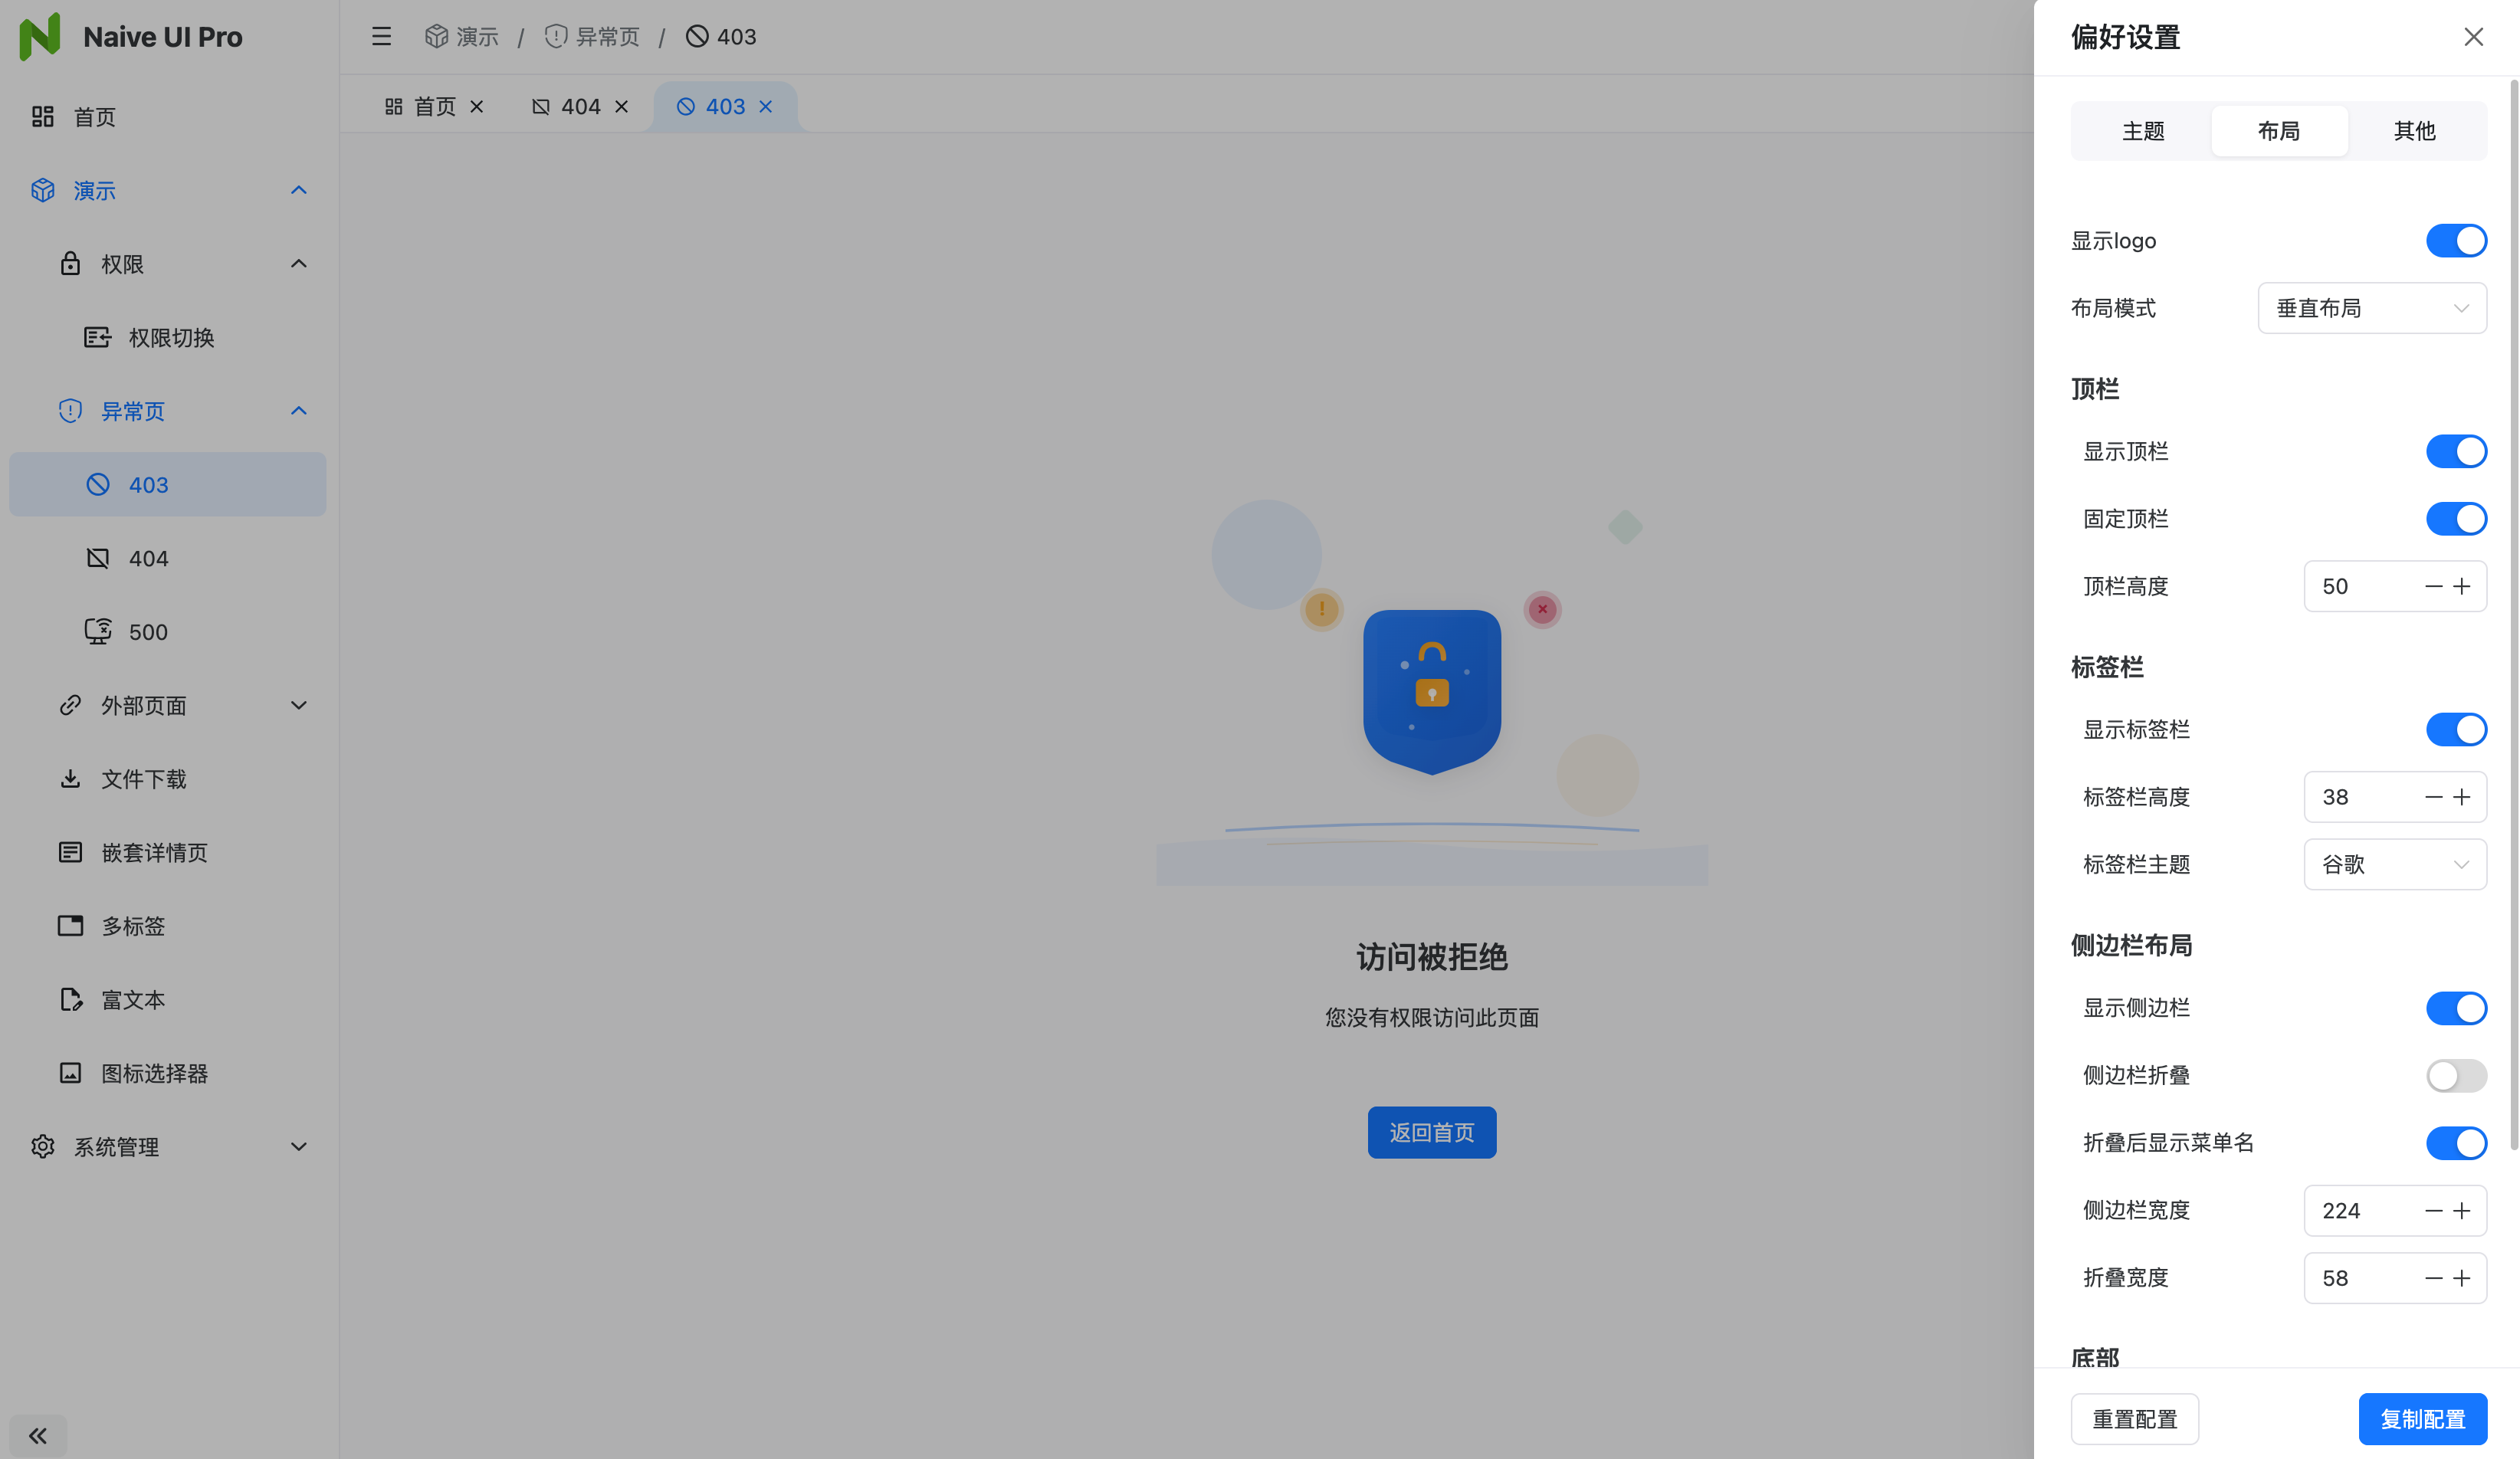 Naive UI Pro
首页
演示
权限
权限切换
异常页
403
404
500
外部页面
文件下载
嵌套详情页
多标签
富文本
图标选择器
系统管理
演示 / 异常页 / 403
首页 404 403
访问被拒绝
您没有权限访问此页面
返回首页
偏好设置
主题 布局 其他
显示logo
布局模式 垂直布局
顶栏
显示顶栏
固定顶栏
顶栏高度 50
标签栏
显示标签栏
标签栏高度 38
标签栏主题 谷歌
侧边栏布局
显示侧边栏
侧边栏折叠
折叠后显示菜单名
侧边栏宽度 224
折叠宽度 58
底部
重置配置 复制配置